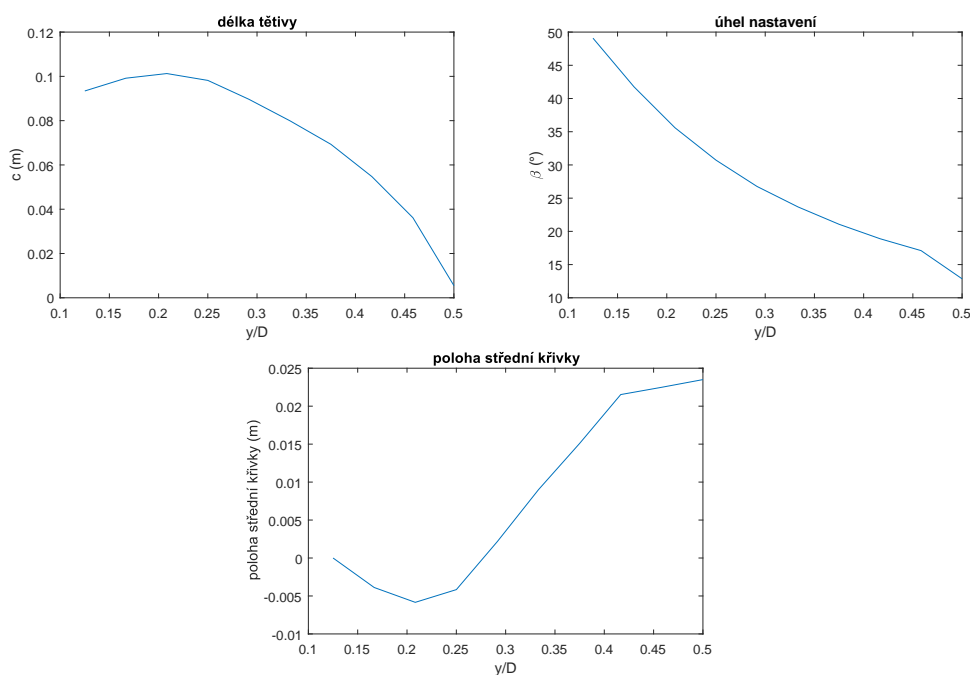 délka tětivy
0.12
0.1
0.08
0.06
0.04
0.02
0
c (m)
0.1 0.15 0.2 0.25 0.3 0.35 0.4 0.45 0.5
y/D
úhel nastavení
50
45
40
35
30
25
20
15
10
β (°)
0.1 0.15 0.2 0.25 0.3 0.35 0.4 0.45 0.5
y/D
poloha střední křivky
0.025
0.02
0.015
0.01
0.005
0
-0.005
-0.01
poloha střední křivky (m)
0.1 0.15 0.2 0.25 0.3 0.35 0.4 0.45 0.5
y/D